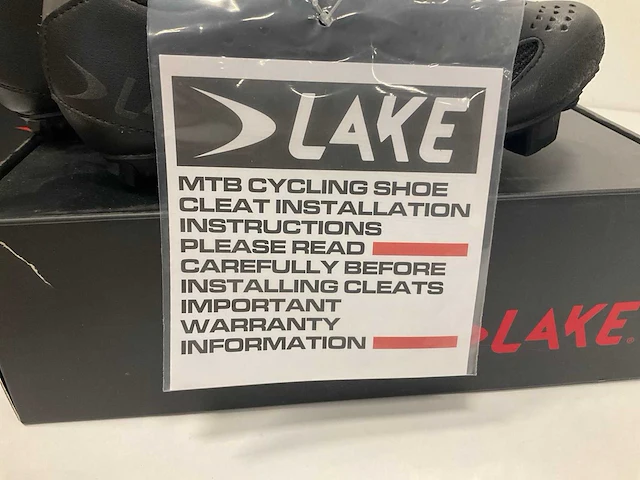 LAKE
MTB CYCLING SHOE
CLEAT INSTALLATION
INSTRUCTIONS
PLEASE READ
CAREFULLY BEFORE
INSTALLING CLEATS
IMPORTANT
WARRANTY
INFORMATION
LAKE®